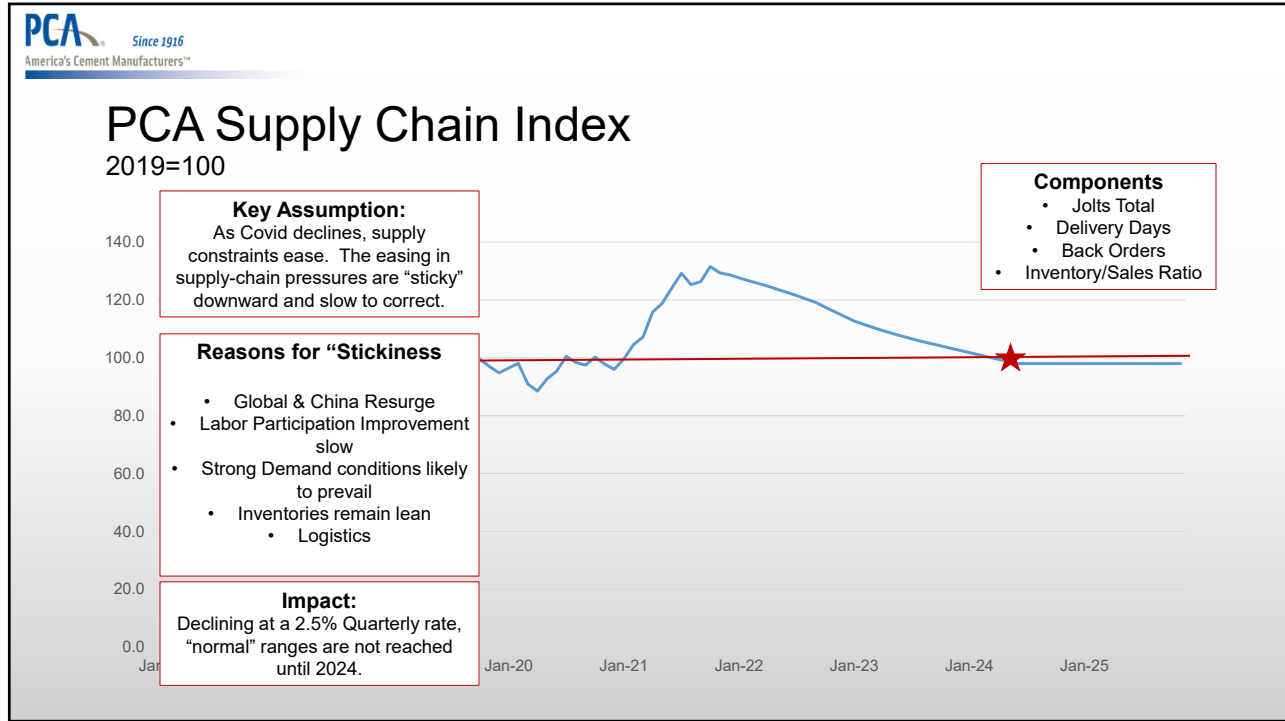 PCA
Since 1916
America's Cement Manufacturers™
PCA Supply Chain Index
2019=100
Key Assumption:
As Covid declines, supply
constraints ease. The easing in
supply-chain pressures are “sticky”
downward and slow to correct.
Reasons for “Stickiness
• Global & China Resurge
• Labor Participation Improvement
slow
• Strong Demand conditions likely
to prevail
• Inventories remain lean
• Logistics
Impact:
Declining at a 2.5% Quarterly rate,
“normal” ranges are not reached
until 2024.
Components
• Jolts Total
• Delivery Days
• Back Orders
• Inventory/Sales Ratio
140.0
120.0
100.0
80.0
60.0
40.0
20.0
0.0
Jan-20 Jan-21 Jan-22 Jan-23 Jan-24 Jan-25